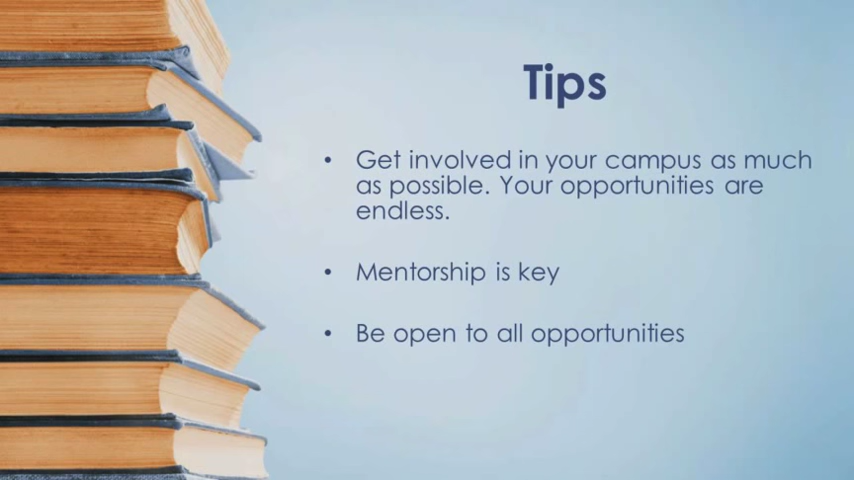 Tips
• Get involved in your campus as much
as possible. Your opportunities are
endless.
• Mentorship is key
• Be open to all opportunities